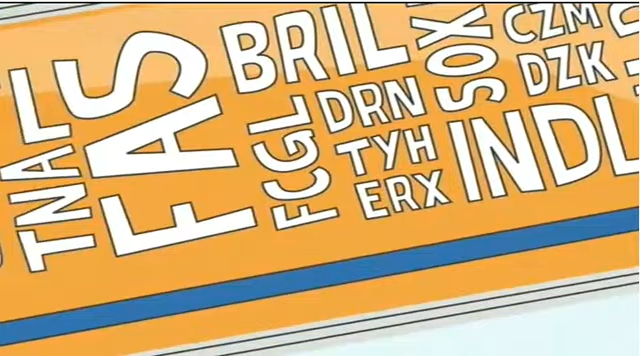 TNAL
FAS
BRIL
FCGL
DRN
TYH
ERX
SOX
INDL
CZM
DZK